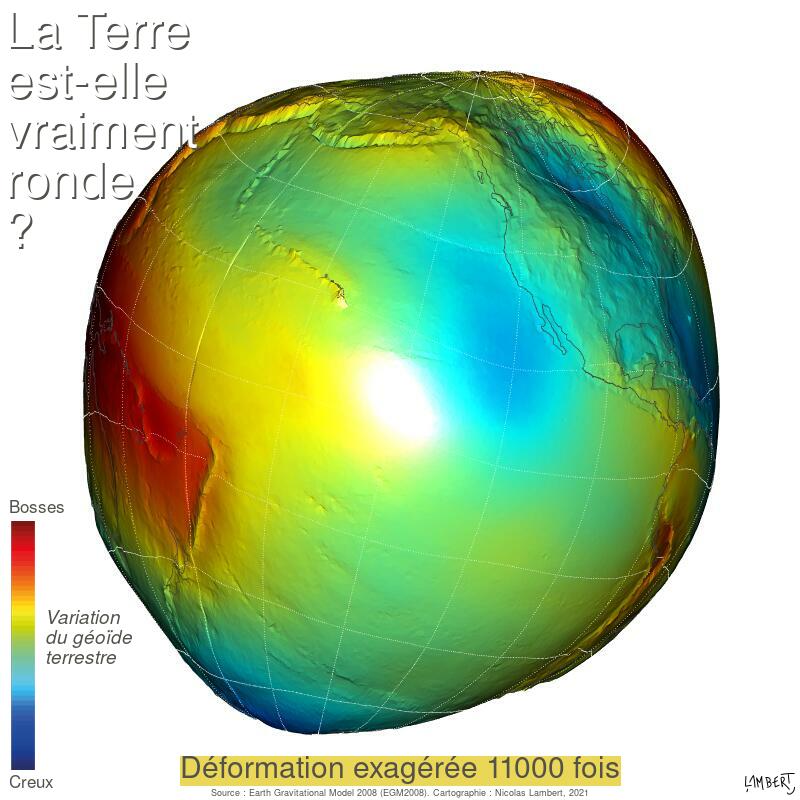 La Terre
est-elle
vraiment
ronde
?
Bosses
Variation
du géoïde
terrestre
Creux
Déformation exagérée 11000 fois
Source : Earth Gravitational Model 2008 (EGM2008). Cartographie : Nicolas Lambert, 2021
LAMBERT